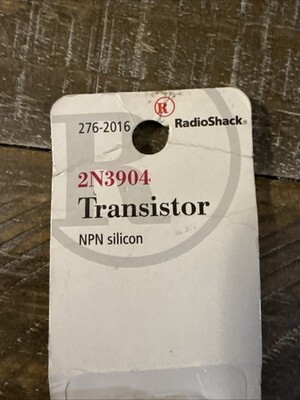 276-2016
R RadioShack®
2N3904
Transistor
NPN silicon